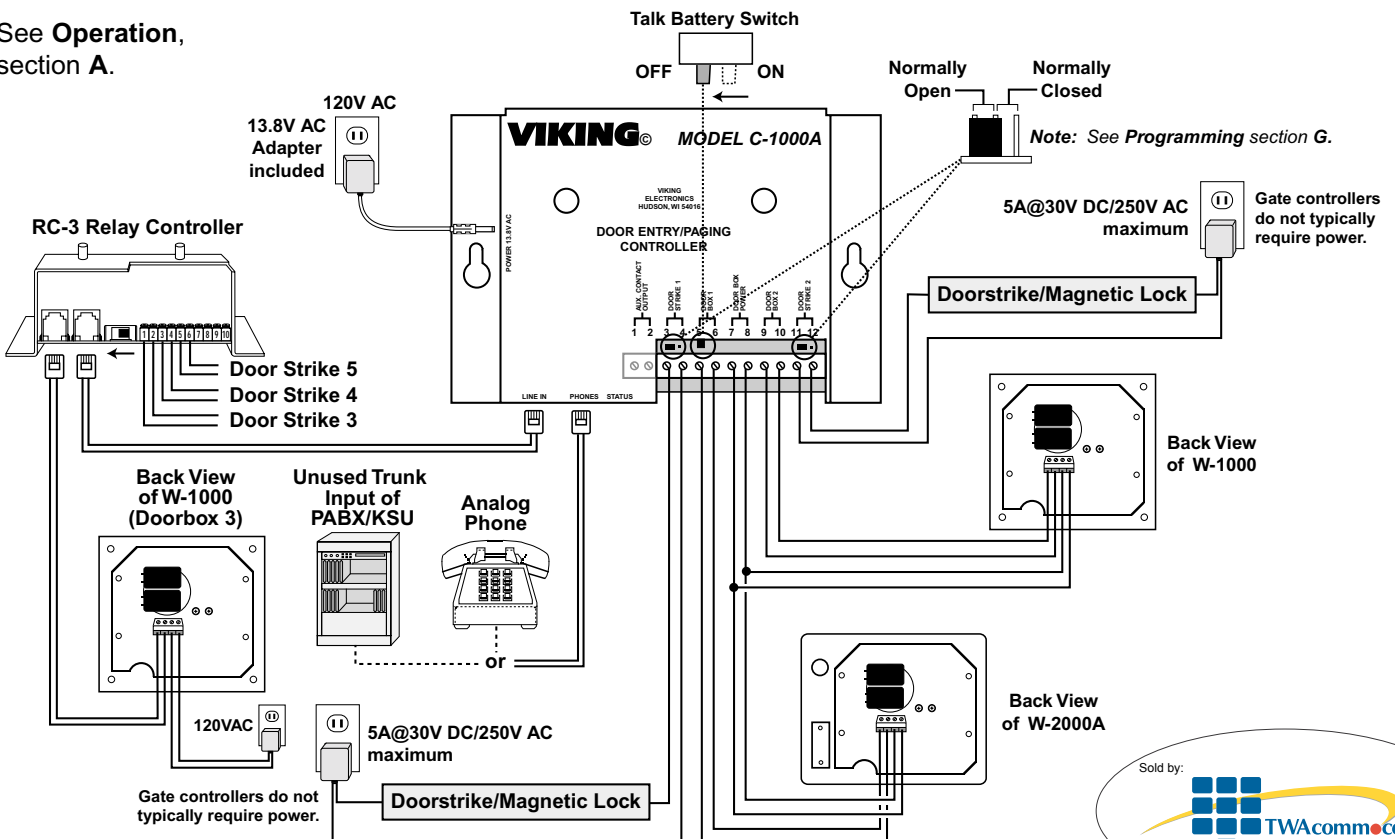 See Operation,
section A.
Talk Battery Switch
OFF
ON
Normally
Open
Normally
Closed
Note: See Programming section G.
120V AC
13.8V AC
Adapter
included
VIKING©
MODEL C-1000A
VIKING
ELECTRONICS
HUDSON, WI 54016
DOOR ENTRY/PAGING
CONTROLLER
POWER 13.8V AC
AUX. CONTACT
OUTPUT
DOOR
STRIKE 1
DOOR
BOX 1
DOOR BOX
POWER
DOOR
BOX 2
DOOR
STRIKE 2
1 2 3 4 5 6 7 8 9 10 11 12
LINE IN
PHONES
STATUS
5A@30V DC/250V AC
maximum
Gate controllers
do not typically
require power.
Doorstrike/Magnetic Lock
RC-3 Relay Controller
1 2 3 4 5 6 7 8 9 10
Door Strike 5
Door Strike 4
Door Strike 3
Back View
of W-1000
Back View
of W-1000
(Doorbox 3)
Unused Trunk
Input of
PABX/KSU
Analog
Phone
or
120VAC
5A@30V DC/250V AC
maximum
Gate controllers do not
typically require power.
Doorstrike/Magnetic Lock
Back View
of W-2000A
Sold by:
TWAcomm.co